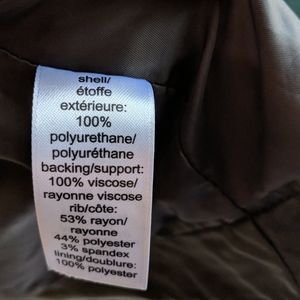 shell/
étoffe
extérieure:
100%
polyurethane/
polyuréthane
backing/support:
100% viscose/
rayonne viscose
rib/côte:
53% rayon/
rayonne
44% polyester
3% spandex
lining/doublure:
100% polyester